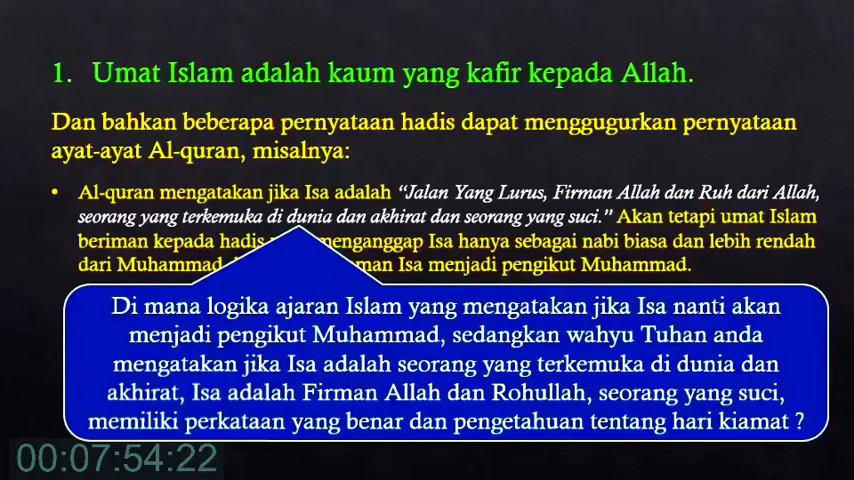 1. Umat Islam adalah kaum yang kafir kepada Allah.
Dan bahkan beberapa pernyataan hadis dapat menggugurkan pernyataan
ayat-ayat Al-quran, misalnya:
• Al-quran mengatakan jika Isa adalah “Jalan Yang Lurus, Firman Allah dan Ruh dari Allah,
seorang yang terkemuka di dunia dan akhirat dan seorang yang suci.” Akan tetapi umat Islam
beriman kepada hadis menganggap Isa hanya sebagai nabi biasa dan lebih rendah
dari Muhammad, Isa menjadi pengikut Muhammad.
Di mana logika ajaran Islam yang mengatakan jika Isa nanti akan
menjadi pengikut Muhammad, sedangkan wahyu Tuhan anda
mengatakan jika Isa adalah seorang yang terkemuka di dunia dan
akhirat, Isa adalah Firman Allah dan Rohullah, seorang yang suci,
memiliki perkataan yang benar dan pengetahuan tentang hari kiamat ?
00:07:54:22